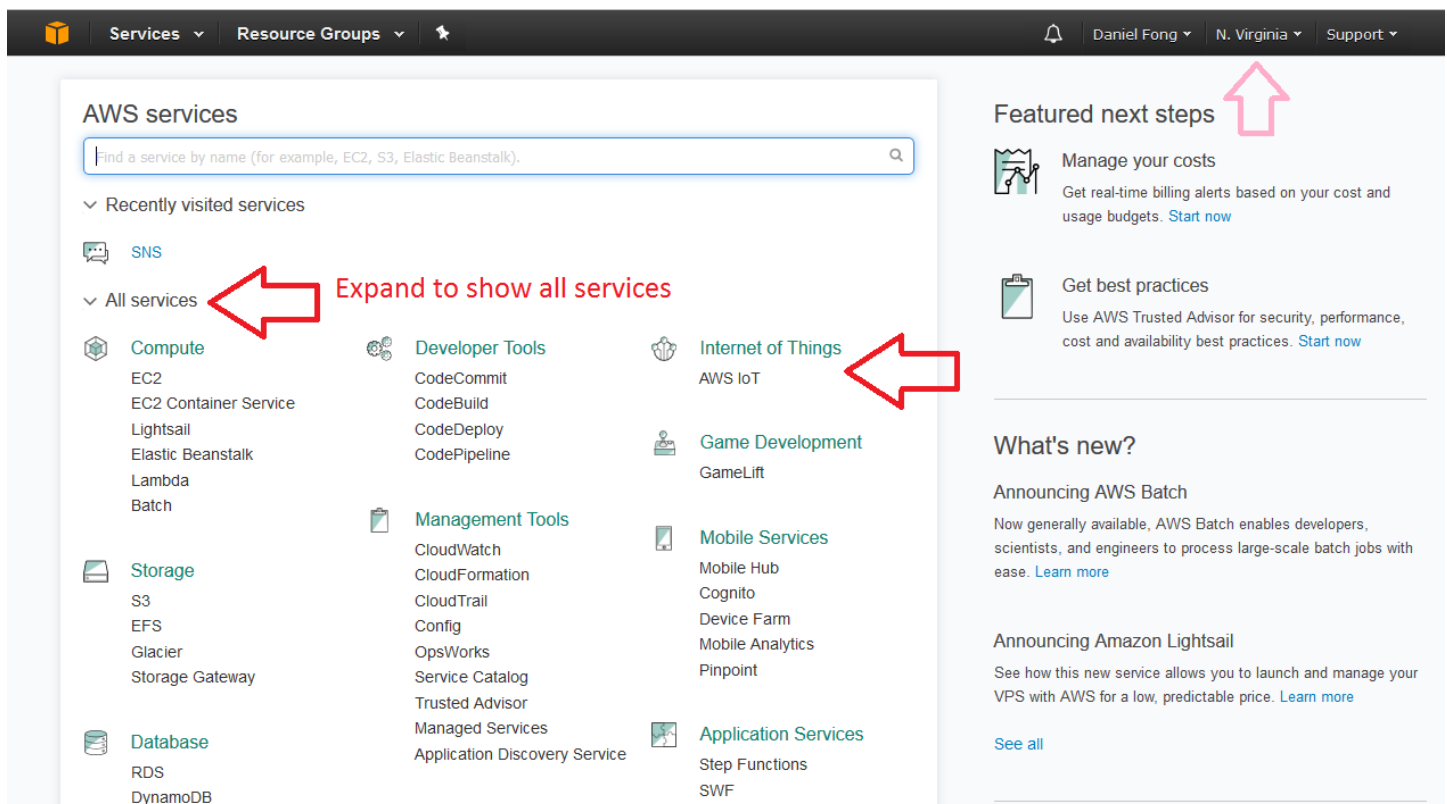 Services
Resource Groups
Daniel Fong
N. Virginia
Support
AWS services
Find a service by name (for example, EC2, S3, Elastic Beanstalk).
Recently visited services
SNS
All services
Expand to show all services
Compute
EC2
EC2 Container Service
Lightsail
Elastic Beanstalk
Lambda
Batch
Storage
S3
EFS
Glacier
Storage Gateway
Database
RDS
DynamoDB
Developer Tools
CodeCommit
CodeBuild
CodeDeploy
CodePipeline
Management Tools
CloudWatch
CloudFormation
CloudTrail
Config
OpsWorks
Service Catalog
Trusted Advisor
Managed Services
Application Discovery Service
Internet of Things
AWS IoT
Game Development
GameLift
Mobile Services
Mobile Hub
Cognito
Device Farm
Mobile Analytics
Pinpoint
Application Services
Step Functions
SWF
Featured next steps
Manage your costs
Get real-time billing alerts based on your cost and
usage budgets. Start now
Get best practices
Use AWS Trusted Advisor for security, performance,
cost and availability best practices. Start now
What's new?
Announcing AWS Batch
Now generally available, AWS Batch enables developers,
scientists, and engineers to process large-scale batch jobs with
ease. Learn more
Announcing Amazon Lightsail
See how this new service allows you to launch and manage your
VPS with AWS for a low, predictable price. Learn more
See all